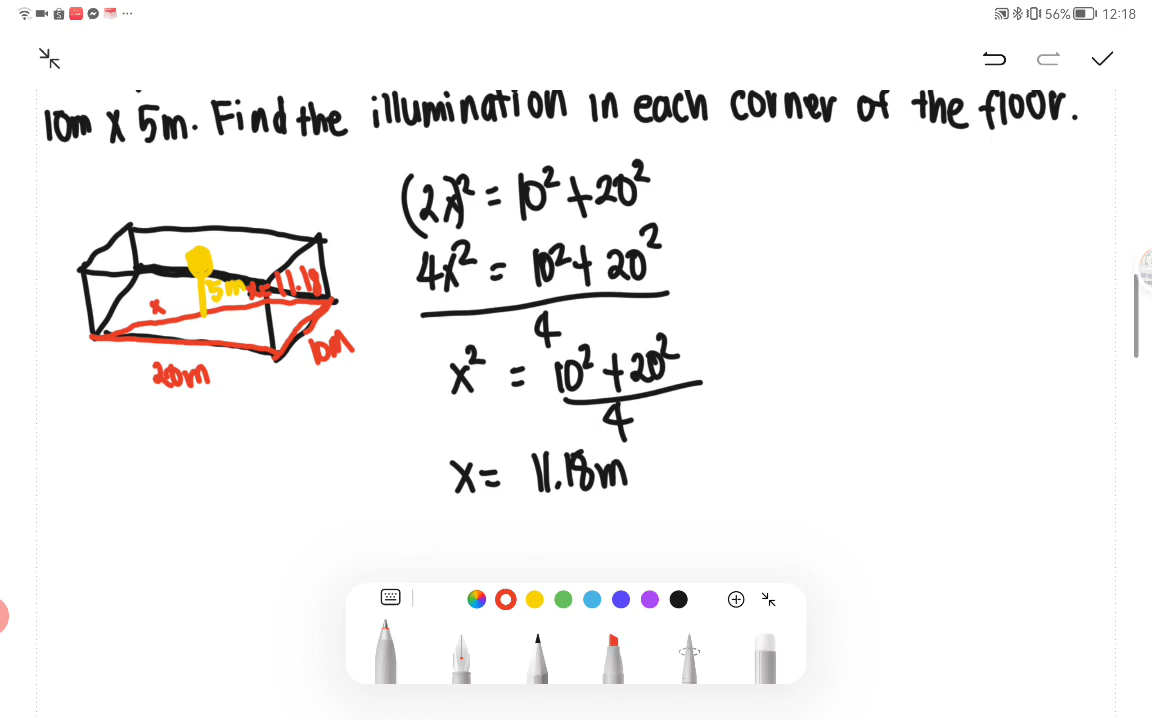 56% 12:18
10m x 5m. Find the illumination in each corner of the floor.
(2x)² = 10² + 20²
4x² = 10² + 20²
4
x² = 10² + 20²
4
x = 11.18m
x 5m x = 11.18
20m 10m